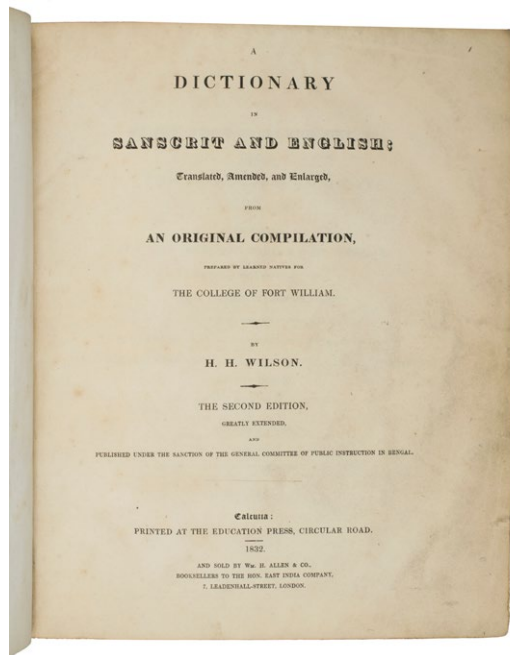 A
DICTIONARY
IN
SANSCRIT AND ENGLISH;
Translated, Amended, and Enlarged,
FROM
AN ORIGINAL COMPILATION,
PREPARED BY LEARNED NATIVES FOR
THE COLLEGE OF FORT WILLIAM.
BY
H. H. WILSON.
THE SECOND EDITION,
GREATLY EXTENDED,
AND
PUBLISHED UNDER THE SANCTION OF THE GENERAL COMMITTEE OF PUBLIC INSTRUCTION IN BENGAL.
Calcutta:
PRINTED AT THE EDUCATION PRESS, CIRCULAR ROAD.
1832.
AND SOLD BY WM. H. ALLEN & CO.,
BOOKSELLERS TO THE HON. EAST INDIA COMPANY,
7, LEADENHALL-STREET, LONDON.